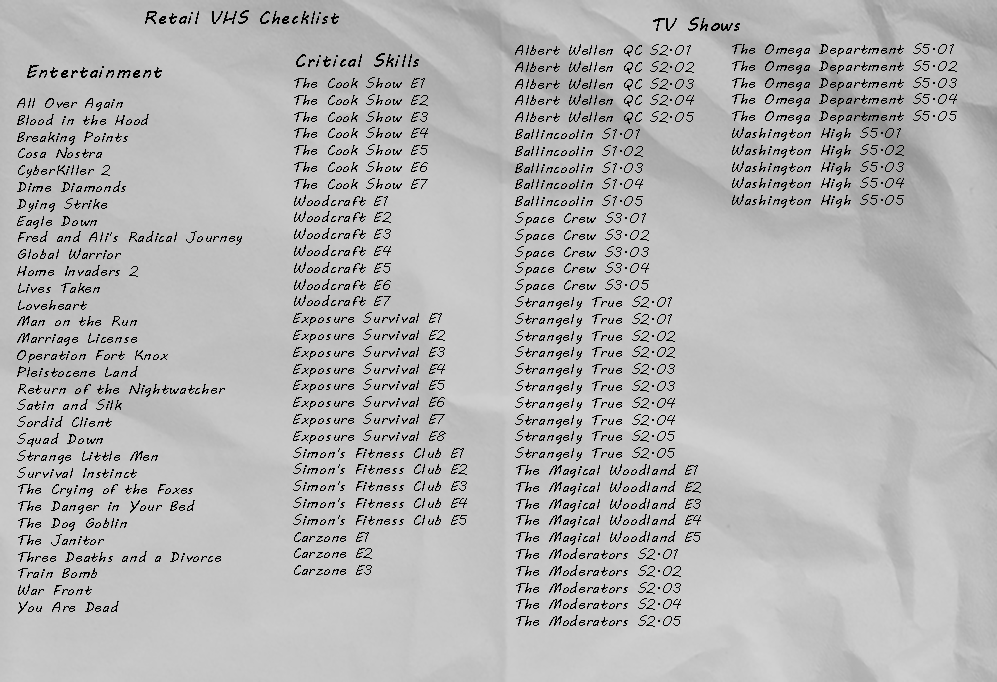 Retail VHS Checklist
Entertainment
All Over Again
Blood in the Hood
Breaking Points
Cosa Nostra
CyberKiller 2
Dime Diamonds
Dying Strike
Eagle Down
Fred and Ali's Radical Journey
Global Warrior
Home Invaders 2
Lives Taken
Loveheart
Man on the Run
Marriage License
Operation Fort Knox
Pleistocene Land
Return of the Nightwatcher
Satin and Silk
Sordid Client
Squad Down
Strange Little Men
Survival Instinct
The Crying of the Foxes
The Danger in Your Bed
The Dog Goblin
The Janitor
Three Deaths and a Divorce
Train Bomb
War Front
You Are Dead
Critical Skills
The Cook Show E1
The Cook Show E2
The Cook Show E3
The Cook Show E4
The Cook Show E5
The Cook Show E6
The Cook Show E7
Woodcraft E1
Woodcraft E2
Woodcraft E3
Woodcraft E4
Woodcraft E5
Woodcraft E6
Woodcraft E7
Exposure Survival E1
Exposure Survival E2
Exposure Survival E3
Exposure Survival E4
Exposure Survival E5
Exposure Survival E6
Exposure Survival E7
Exposure Survival E8
Simon's Fitness Club E1
Simon's Fitness Club E2
Simon's Fitness Club E3
Simon's Fitness Club E4
Simon's Fitness Club E5
Carzone E1
Carzone E2
Carzone E3
TV Shows
Albert Wellen QC S2·01
Albert Wellen QC S2·02
Albert Wellen QC S2·03
Albert Wellen QC S2·04
Albert Wellen QC S2·05
Ballincoolin S1·01
Ballincoolin S1·02
Ballincoolin S1·03
Ballincoolin S1·04
Ballincoolin S1·05
Space Crew S3·01
Space Crew S3·02
Space Crew S3·03
Space Crew S3·04
Space Crew S3·05
Strangely True S2·01
Strangely True S2·01
Strangely True S2·02
Strangely True S2·02
Strangely True S2·03
Strangely True S2·03
Strangely True S2·04
Strangely True S2·04
Strangely True S2·05
Strangely True S2·05
The Magical Woodland E1
The Magical Woodland E2
The Magical Woodland E3
The Magical Woodland E4
The Magical Woodland E5
The Moderators S2·01
The Moderators S2·02
The Moderators S2·03
The Moderators S2·04
The Moderators S2·05
The Omega Department S5·01
The Omega Department S5·02
The Omega Department S5·03
The Omega Department S5·04
The Omega Department S5·05
Washington High S5·01
Washington High S5·02
Washington High S5·03
Washington High S5·04
Washington High S5·05